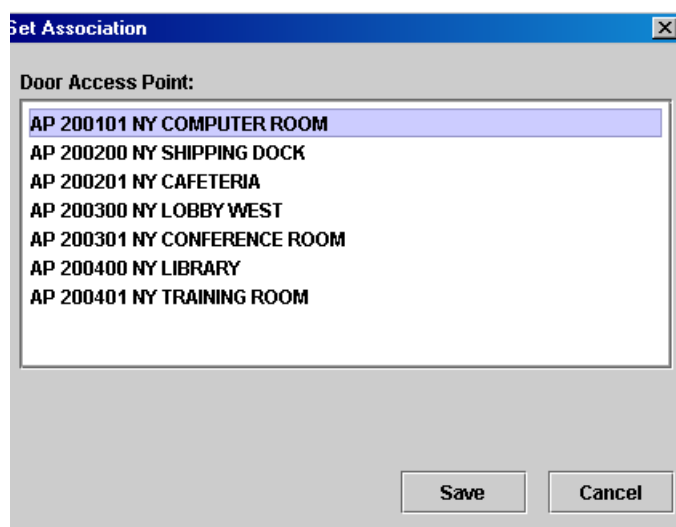 Set Association
Door Access Point:
AP 200101 NY COMPUTER ROOM
AP 200200 NY SHIPPING DOCK
AP 200201 NY CAFETERIA
AP 200300 NY LOBBY WEST
AP 200301 NY CONFERENCE ROOM
AP 200400 NY LIBRARY
AP 200401 NY TRAINING ROOM
Save Cancel